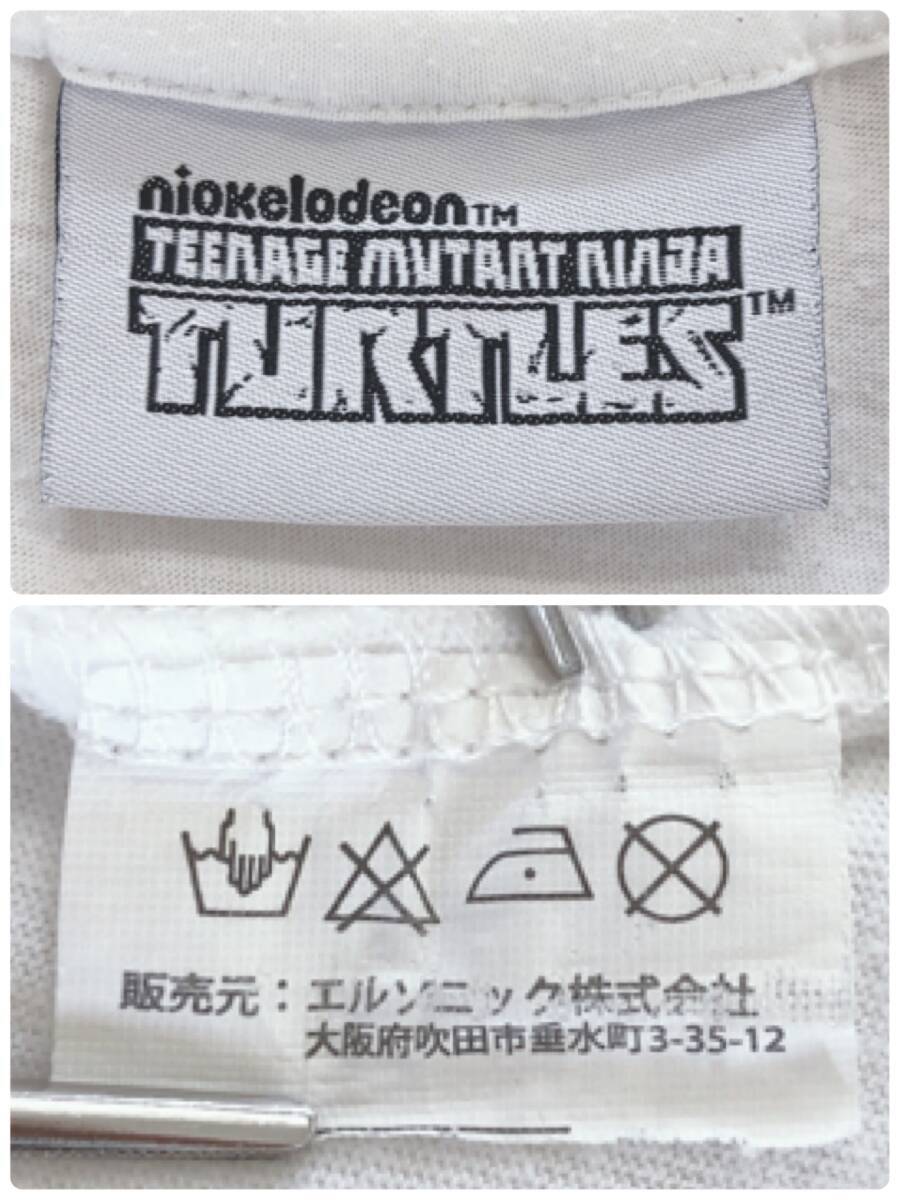 nickelodeon™
TEENAGE MUTANT NINJA
TURTLES™
販売元：エルソニック株式会社
大阪府吹田市垂水町3-35-12